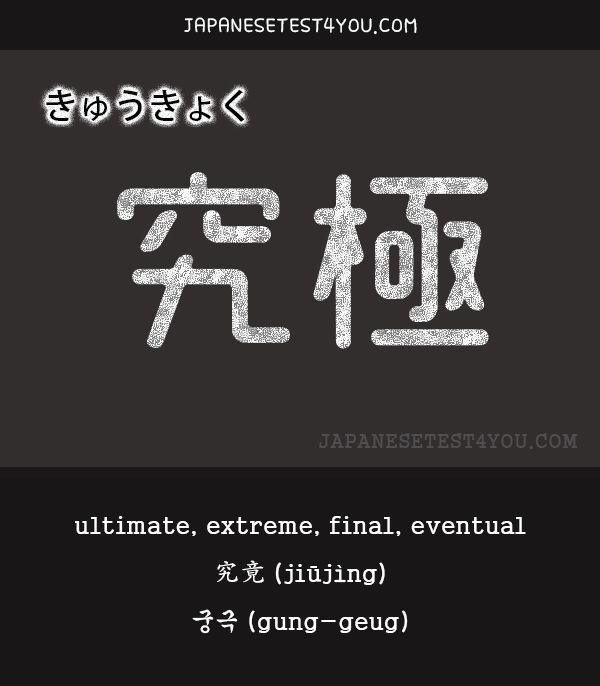 JAPANESETEST4YOU.COM
きゅうきょく
究極
JAPANESETEST4YOU.COM
ultimate, extreme, final, eventual
究竟 (jiūjìng)
궁극 (gung-geug)